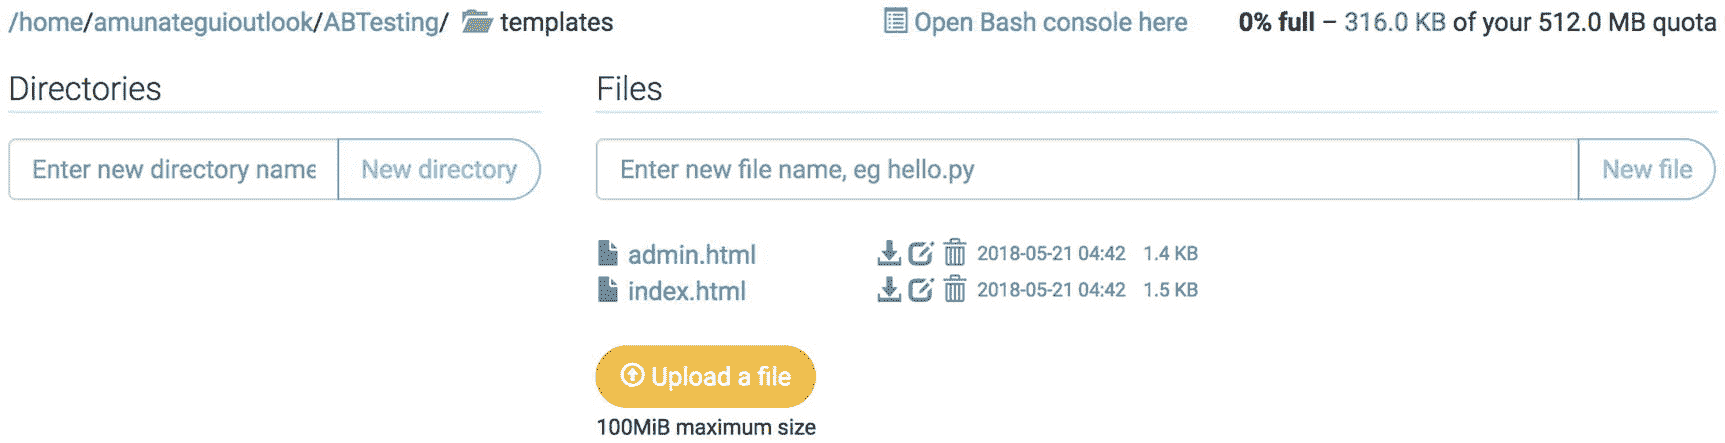 /home/amunateguioutlook/ABTesting/ templates
Open Bash console here
0% full – 316.0 KB of your 512.0 MB quota
Directories
Enter new directory name
New directory
Files
Enter new file name, eg hello.py
New file
admin.html 2018-05-21 04:42 1.4 KB
index.html 2018-05-21 04:42 1.5 KB
Upload a file
100MiB maximum size